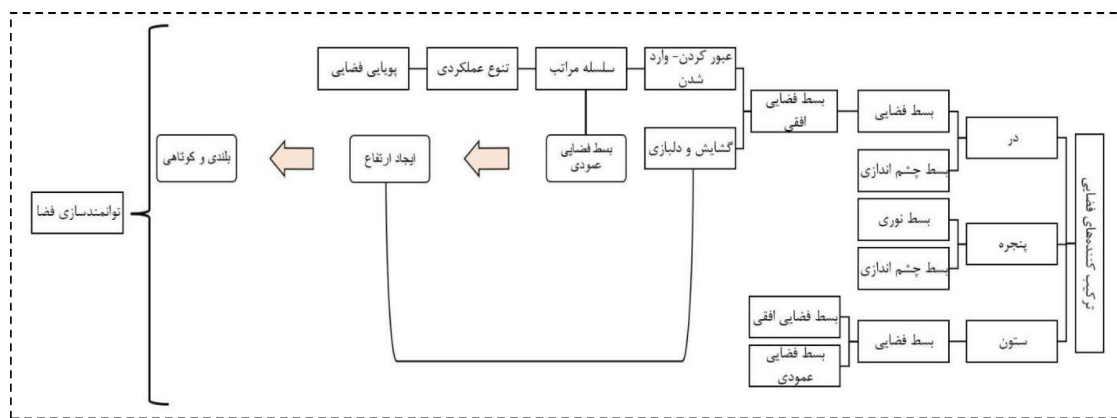 ترکیب کننده‌های فضایی
در
پنجره
ستون
بسط فضایی
بسط چشم اندازی
بسط نوری
بسط چشم اندازی
بسط فضایی
بسط فضایی
افقی
بسط فضایی افقی
بسط فضایی
عمودی
عبور کردن- وارد
شدن
گشایش و دلبازی
سلسله مراتب
تنوع عملکردی
پویایی فضایی
بسط فضایی
عمودی
ایجاد ارتفاع
بلندی و کوتاهی
توانمندسازی فضا